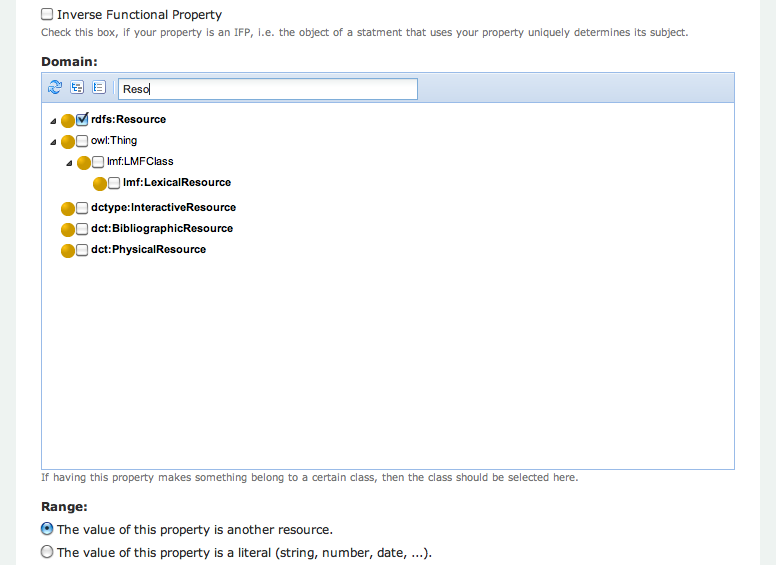 Inverse Functional Property
Check this box, if your property is an IFP, i.e. the object of a statment that uses your property uniquely determines its subject.
Domain:
Reso
rdfs:Resource
owl:Thing
lmf:LMFClass
lmf:LexicalResource
dctype:InteractiveResource
dct:BibliographicResource
dct:PhysicalResource
If having this property makes something belong to a certain class, then the class should be selected here.
Range:
The value of this property is another resource.
The value of this property is a literal (string, number, date, ...).